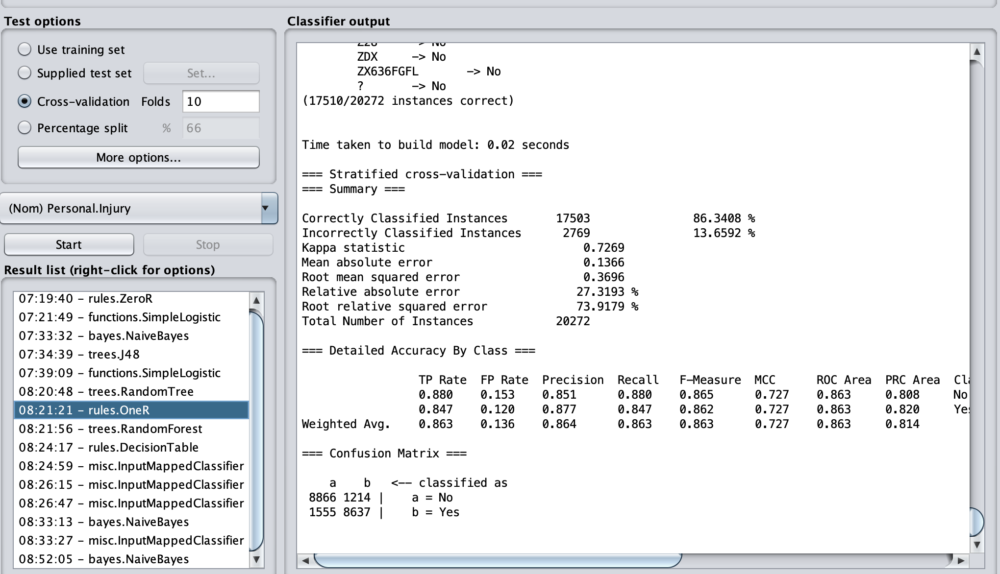 Test options
Use training set
Supplied test set Set...
Cross-validation Folds 10
Percentage split % 66
More options...
(Nom) Personal.Injury
Start Stop
Result list (right-click for options)
07:19:40 - rules.ZeroR
07:21:49 - functions.SimpleLogistic
07:33:32 - bayes.NaiveBayes
07:34:39 - trees.J48
07:39:09 - functions.SimpleLogistic
08:20:48 - trees.RandomTree
08:21:21 - rules.OneR
08:21:56 - trees.RandomForest
08:24:17 - rules.DecisionTable
08:24:59 - misc.InputMappedClassifier
08:26:15 - misc.InputMappedClassifier
08:26:47 - misc.InputMappedClassifier
08:33:13 - bayes.NaiveBayes
08:33:27 - misc.InputMappedClassifier
08:52:05 - bayes.NaiveBayes
Classifier output
-> No
ZDX -> No
ZX636FGFL -> No
? -> No
(17510/20272 instances correct)
Time taken to build model: 0.02 seconds
=== Stratified cross-validation ===
=== Summary ===
Correctly Classified Instances 17503 86.3408 %
Incorrectly Classified Instances 2769 13.6592 %
Kappa statistic 0.7269
Mean absolute error 0.1366
Root mean squared error 0.3696
Relative absolute error 27.3193 %
Root relative squared error 73.9179 %
Total Number of Instances 20272
=== Detailed Accuracy By Class ===
TP Rate FP Rate Precision Recall F-Measure MCC ROC Area PRC Area
0.880 0.153 0.851 0.880 0.865 0.727 0.863 0.808 No
0.847 0.120 0.877 0.847 0.862 0.727 0.863 0.820 Yes
Weighted Avg. 0.863 0.136 0.864 0.863 0.863 0.727 0.863 0.814
=== Confusion Matrix ===
a b <-- classified as
8866 1214 | a = No
1555 8637 | b = Yes